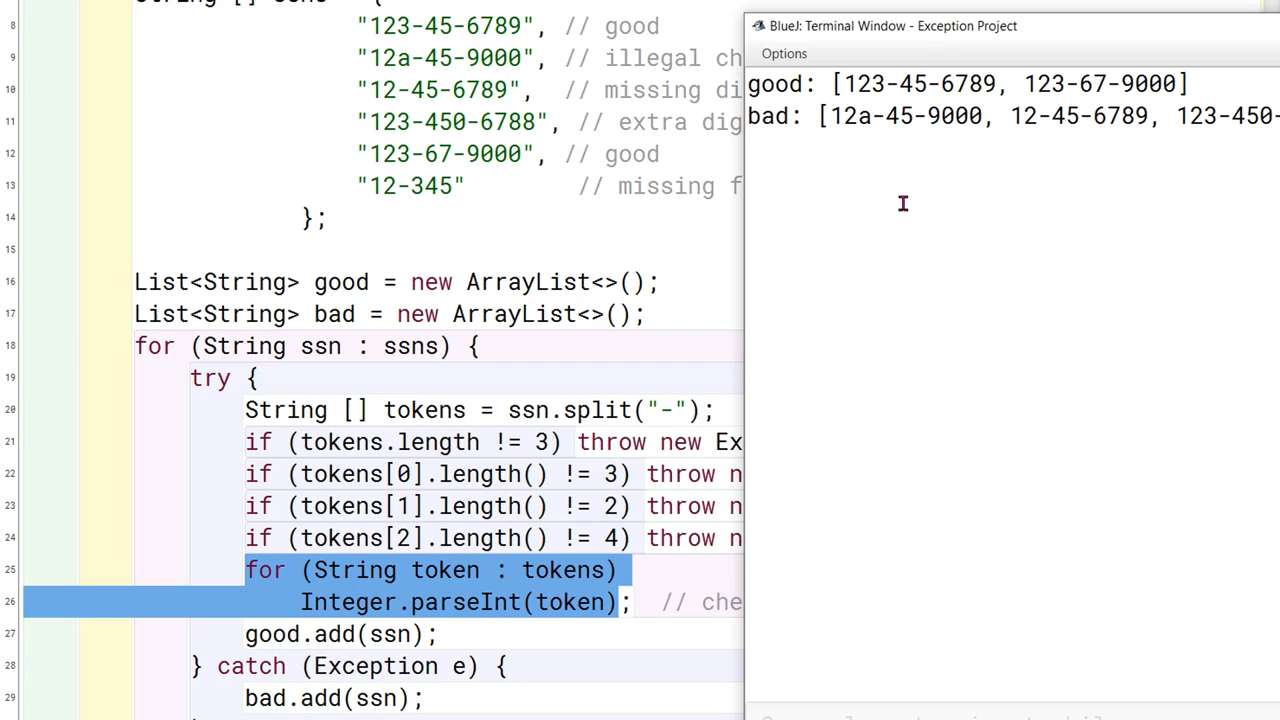 8 "123-45-6789", // good
9 "12a-45-9000", // illegal ch
10 "12-45-6789", // missing di
11 "123-450-6788", // extra dig
12 "123-67-9000", // good
13 "12-345" // missing f
14 };
15
16 List<String> good = new ArrayList<>();
17 List<String> bad = new ArrayList<>();
18 for (String ssn : ssns) {
19 try {
20 String [] tokens = ssn.split("-");
21 if (tokens.length != 3) throw new Ex
22 if (tokens[0].length() != 3) throw n
23 if (tokens[1].length() != 2) throw n
24 if (tokens[2].length() != 4) throw n
25 for (String token : tokens)
26 Integer.parseInt(token); // che
27 good.add(ssn);
28 } catch (Exception e) {
29 bad.add(ssn);
BlueJ: Terminal Window - Exception Project
Options
good: [123-45-6789, 123-67-9000]
bad: [12a-45-9000, 12-45-6789, 123-450-